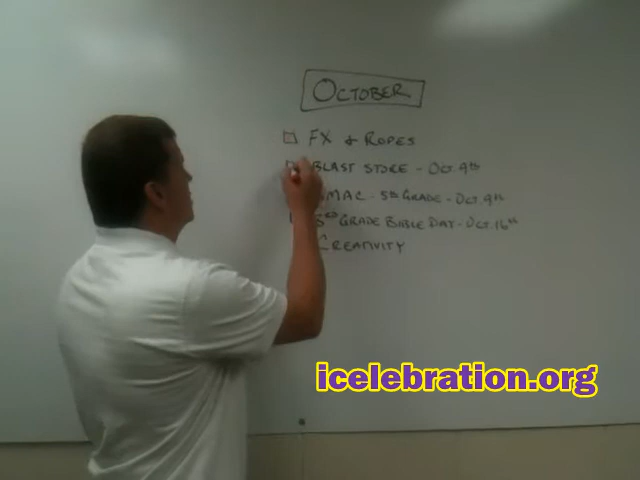 OCTOBER
FX & ROPES
BLAST STORE - OCT. 9th
MAC - 5th GRADE - OCT. 9th
3rd GRADE BIBLE DAY - OCT. 16th
CREATIVITY
icelebration.org